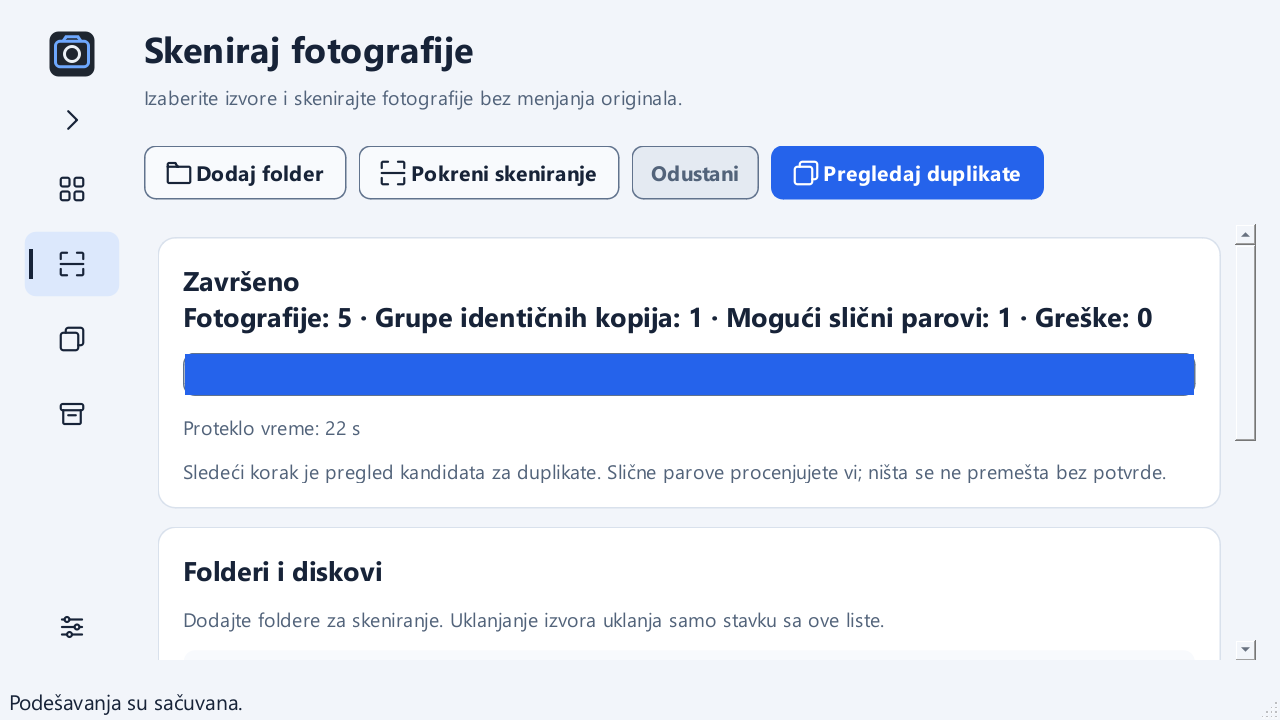 Skeniraj fotografije
Izaberite izvore i skenirajte fotografije bez menjanja originala.
Dodaj folder
Pokreni skeniranje
Odustani
Pregledaj duplikate
Završeno
Fotografije: 5 · Grupe identičnih kopija: 1 · Mogući slični parovi: 1 · Greške: 0
Proteklo vreme: 22 s
Sledeći korak je pregled kandidata za duplikate. Slične parove procenjujete vi; ništa se ne premešta bez potvrde.
Folderi i diskovi
Dodajte foldere za skeniranje. Uklanjanje izvora uklanja samo stavku sa ove liste.
Podešavanja su sačuvana.